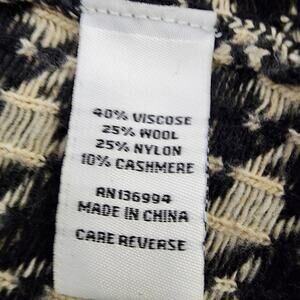 40% VISCOSE
25% WOOL
25% NYLON
10% CASHMERE
RN136994
MADE IN CHINA
CARE REVERSE